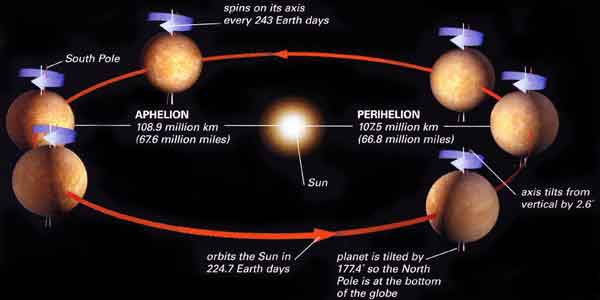 spins on its axis
every 243 Earth days
South Pole
APHELION
108.9 million km
(67.6 million miles)
PERIHELION
107.5 million km
(66.8 million miles)
Sun
axis tilts from
vertical by 2.6°
orbits the Sun in
224.7 Earth days
planet is tilted by
177.4° so the North
Pole is at the bottom
of the globe